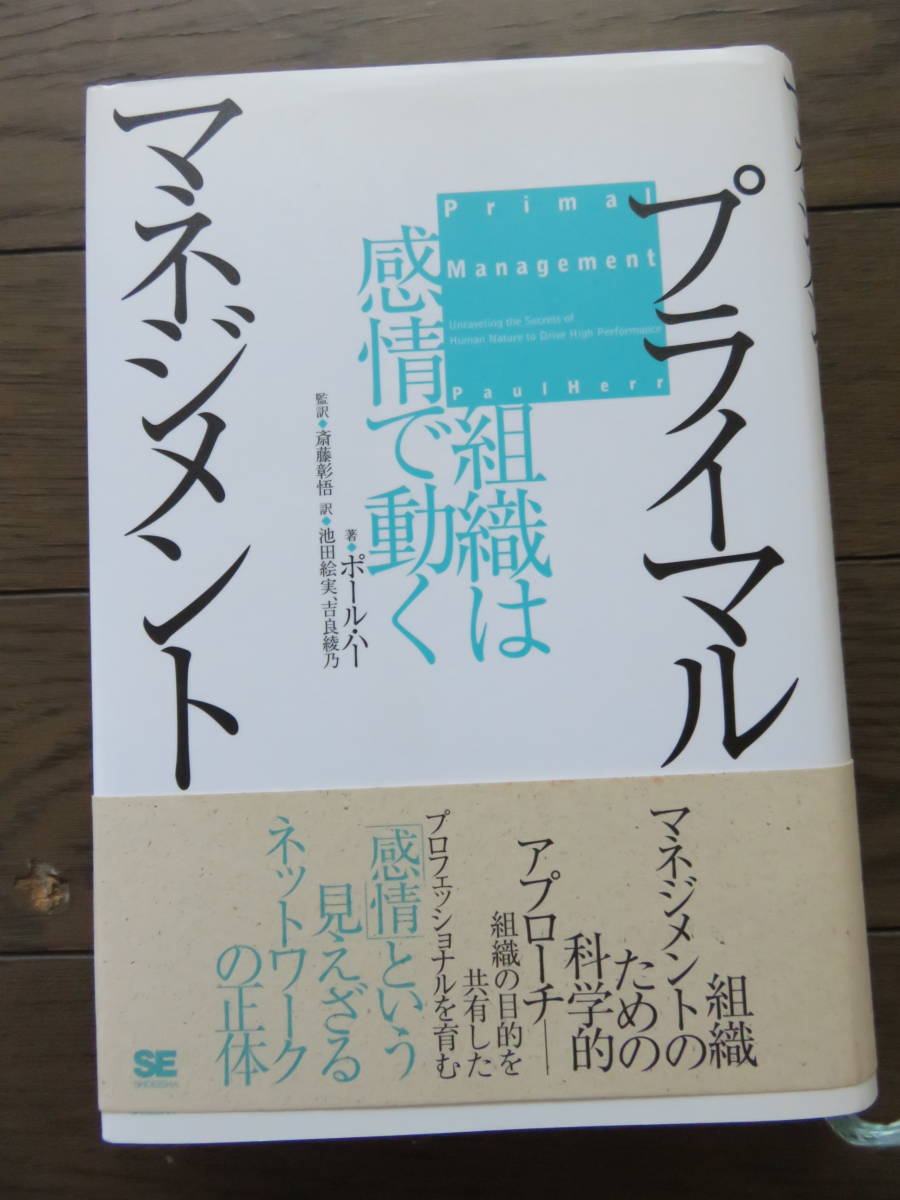 プライマル
マネジメント
Primal
Management
Unraveling the Secrets of
Human Nature to Drive High Performance
Paul Herr
組織は
感情で動く
著◆ポール・ハー
監訳◆斎藤彰悟 訳◆池田絵実、吉良綾乃
組織
マネジメントの
ための
科学的
アプローチ――
組織の目的を
共有した
プロフェッショナルを育む
「感情」という
見えざる
ネットワーク
の正体
SE
SHOEISHA